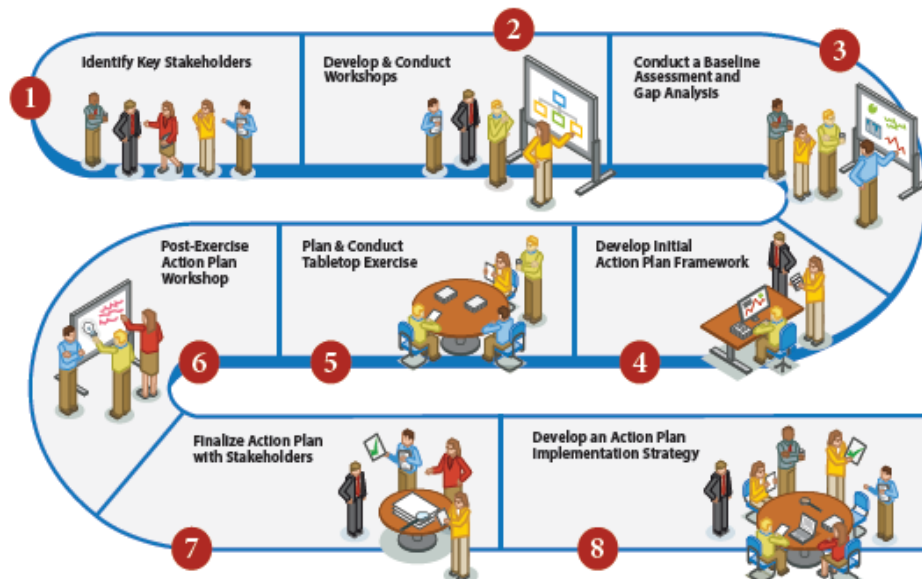 1
Identify Key Stakeholders
2
Develop & Conduct
Workshops
3
Conduct a Baseline
Assessment and
Gap Analysis
4
Develop Initial
Action Plan Framework
5
Plan & Conduct
Tabletop Exercise
6
Post-Exercise
Action Plan
Workshop
7
Finalize Action Plan
with Stakeholders
8
Develop an Action Plan
Implementation Strategy